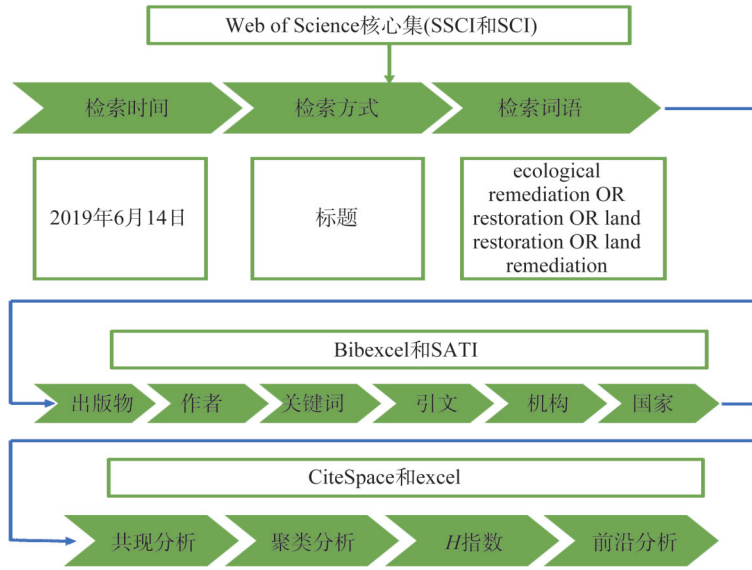 Web of Science核心集(SSCI和SCI)
检索时间
检索方式
检索词语
2019年6月14日
标题
ecological
remediation OR
restoration OR land
restoration OR land
remediation
Bibexcel和SATI
出版物
作者
关键词
引文
机构
国家
CiteSpace和excel
共现分析
聚类分析
H指数
前沿分析